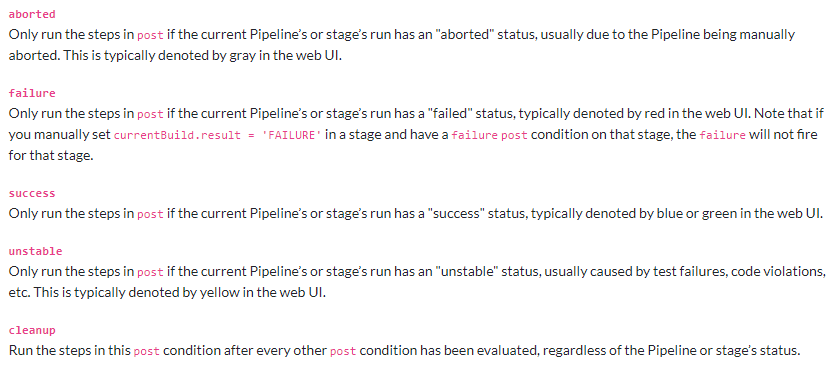 aborted
Only run the steps in post if the current Pipeline's or stage's run has an "aborted" status, usually due to the Pipeline being manually
aborted. This is typically denoted by gray in the web UI.
failure
Only run the steps in post if the current Pipeline's or stage's run has a "failed" status, typically denoted by red in the web UI. Note that if
you manually set currentBuild.result = 'FAILURE' in a stage and have a failure post condition on that stage, the failure will not fire
for that stage.
success
Only run the steps in post if the current Pipeline's or stage's run has a "success" status, typically denoted by blue or green in the web UI.
unstable
Only run the steps in post if the current Pipeline's or stage's run has an "unstable" status, usually caused by test failures, code violations,
etc. This is typically denoted by yellow in the web UI.
cleanup
Run the steps in this post condition after every other post condition has been evaluated, regardless of the Pipeline or stage's status.